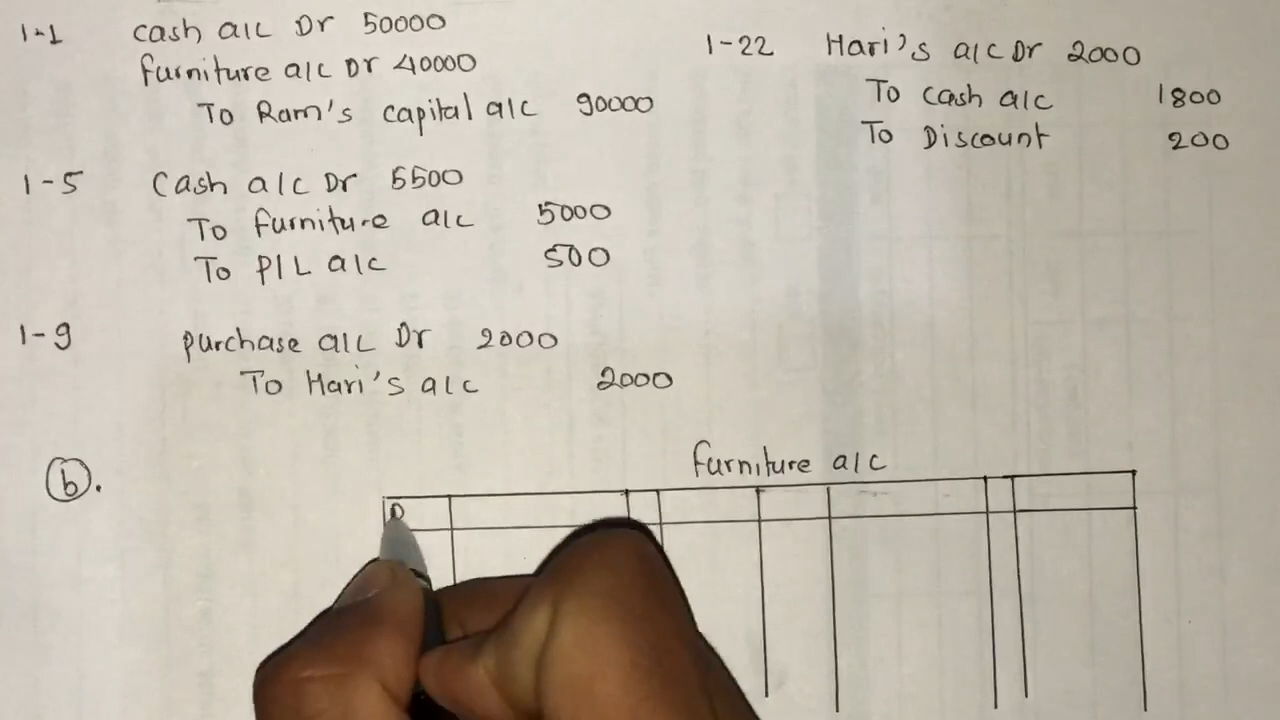 1-1 cash a/c Dr 50000
furniture a/c Dr 40000
To Ram's capital a/c 90000
1-5 Cash a/c Dr 5500
To furniture a/c 5000
To P/L a/c 500
1-9 purchase a/c Dr 2000
To Hari's a/c 2000
1-22 Hari's a/c Dr 2000
To cash a/c 1800
To Discount 200
(b).
furniture a/c
D